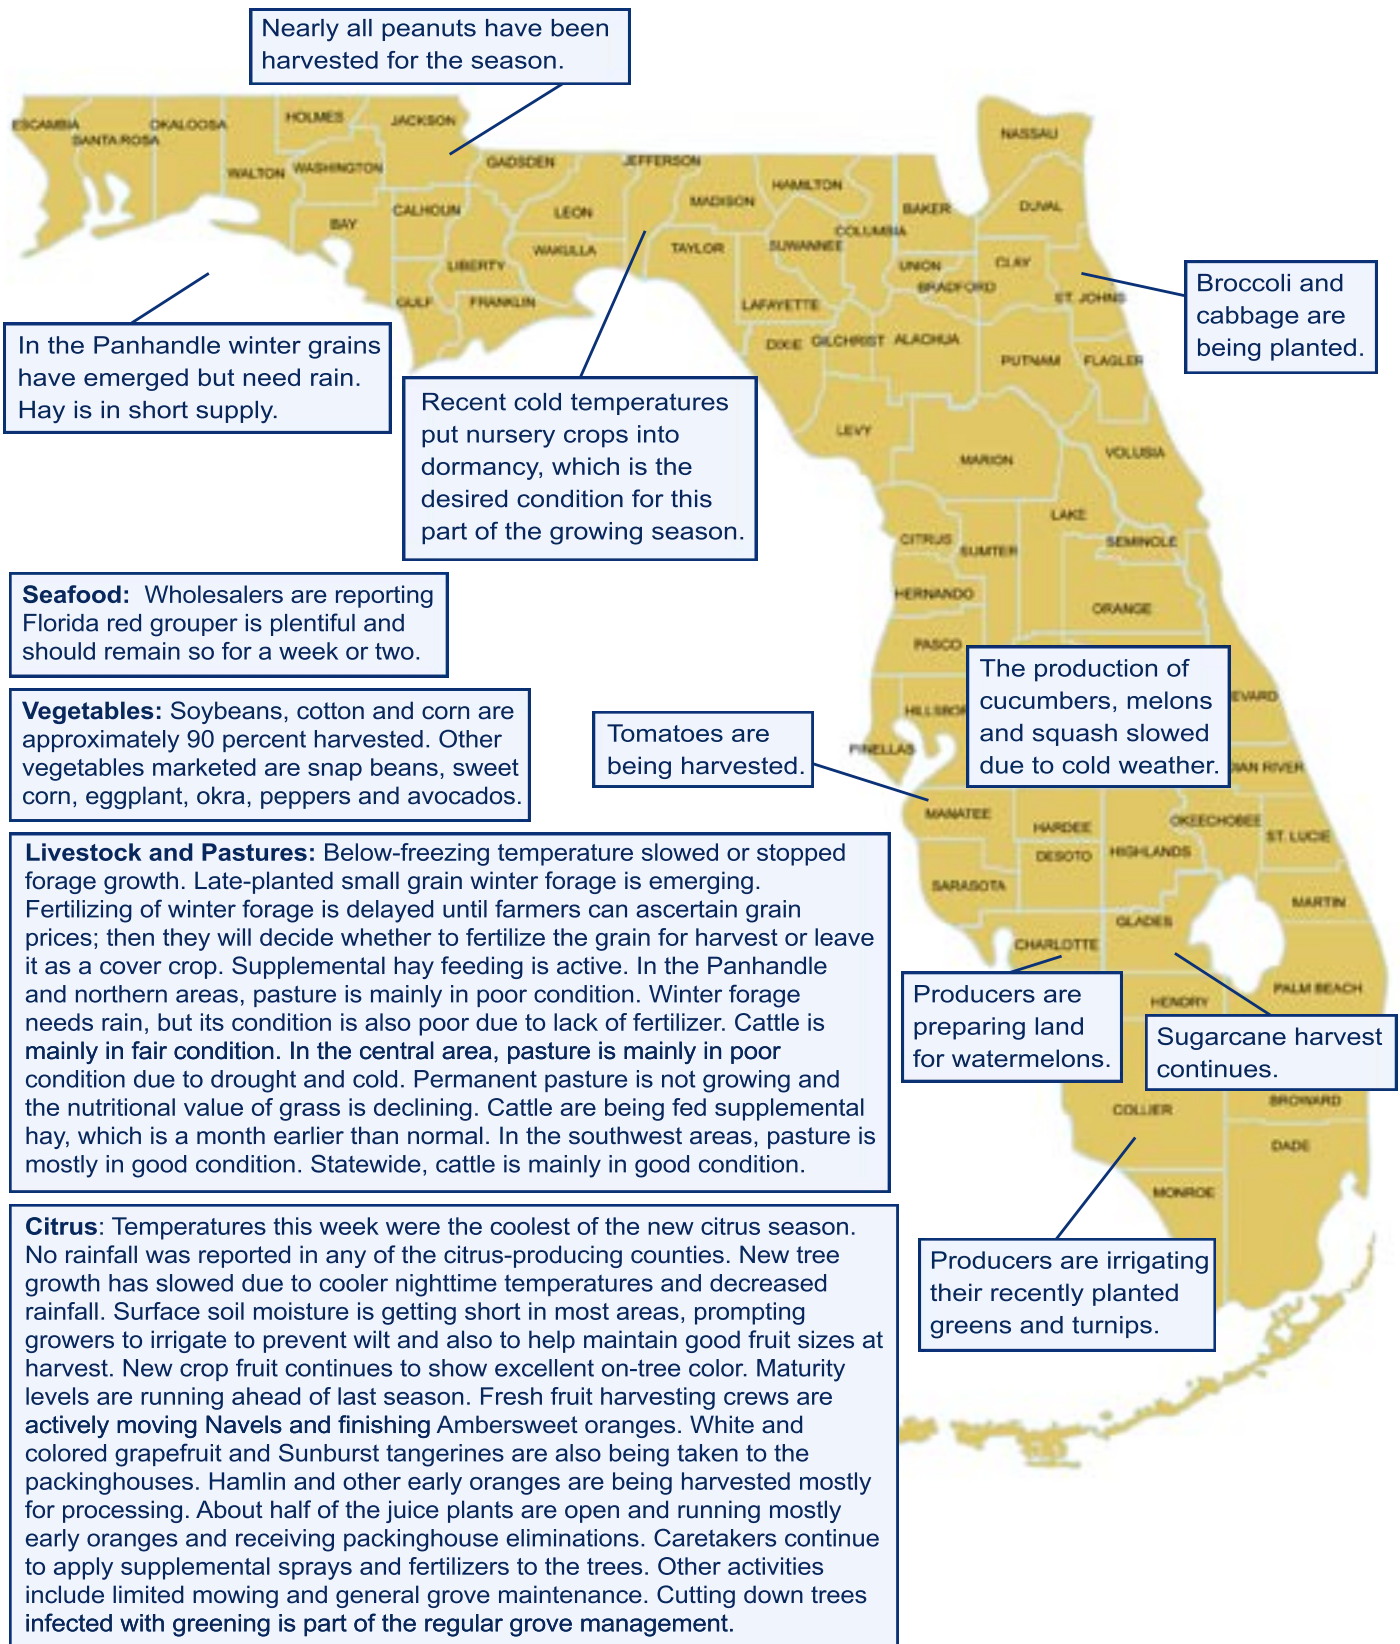 Nearly all peanuts have been
harvested for the season.
ESCAMBIA
SANTA ROSA
OKALOOSA
HOLMES
JACKSON
WALTON
WASHINGTON
BAY
CALHOUN
GADSDEN
LEON
WAKULLA
LIBERTY
GULF
FRANKLIN
JEFFERSON
MADISON
TAYLOR
HAMILTON
SUWANNEE
COLUMBIA
LAFAYETTE
DIXIE
GILCHRIST
ALACHUA
BAKER
UNION
BRADFORD
NASSAU
DUVAL
CLAY
ST. JOHNS
PUTNAM
FLAGLER
LEVY
MARION
VOLUSIA
Broccoli and
cabbage are
being planted.
In the Panhandle winter grains
have emerged but need rain.
Hay is in short supply.
Recent cold temperatures
put nursery crops into
dormancy, which is the
desired condition for this
part of the growing season.
CITRUS
SUMTER
LAKE
SEMINOLE
HERNANDO
ORANGE
PASCO
HILLSBOR
PINELLAS
EVARD
IAN RIVER
Seafood: Wholesalers are reporting
Florida red grouper is plentiful and
should remain so for a week or two.
Vegetables: Soybeans, cotton and corn are
approximately 90 percent harvested. Other
vegetables marketed are snap beans, sweet
corn, eggplant, okra, peppers and avocados.
Tomatoes are
being harvested.
The production of
cucumbers, melons
and squash slowed
due to cold weather.
MANATEE
HARDEE
DESOTO
HIGHLANDS
OKEECHOBEE
ST. LUCIE
SARASOTA
MARTIN
GLADES
CHARLOTTE
HENDRY
PALM BEACH
Livestock and Pastures: Below-freezing temperature slowed or stopped
forage growth. Late-planted small grain winter forage is emerging.
Fertilizing of winter forage is delayed until farmers can ascertain grain
prices; then they will decide whether to fertilize the grain for harvest or leave
it as a cover crop. Supplemental hay feeding is active. In the Panhandle
and northern areas, pasture is mainly in poor condition. Winter forage
needs rain, but its condition is also poor due to lack of fertilizer. Cattle is
mainly in fair condition. In the central area, pasture is mainly in poor
condition due to drought and cold. Permanent pasture is not growing and
the nutritional value of grass is declining. Cattle are being fed supplemental
hay, which is a month earlier than normal. In the southwest areas, pasture is
mostly in good condition. Statewide, cattle is mainly in good condition.
Producers are
preparing land
for watermelons.
Sugarcane harvest
continues.
COLLIER
BROWARD
DADE
MONROE
Producers are irrigating
their recently planted
greens and turnips.
Citrus: Temperatures this week were the coolest of the new citrus season.
No rainfall was reported in any of the citrus-producing counties. New tree
growth has slowed due to cooler nighttime temperatures and decreased
rainfall. Surface soil moisture is getting short in most areas, prompting
growers to irrigate to prevent wilt and also to help maintain good fruit sizes at
harvest. New crop fruit continues to show excellent on-tree color. Maturity
levels are running ahead of last season. Fresh fruit harvesting crews are
actively moving Navels and finishing Ambersweet oranges. White and
colored grapefruit and Sunburst tangerines are also being taken to the
packinghouses. Hamlin and other early oranges are being harvested mostly
for processing. About half of the juice plants are open and running mostly
early oranges and receiving packinghouse eliminations. Caretakers continue
to apply supplemental sprays and fertilizers to the trees. Other activities
include limited mowing and general grove maintenance. Cutting down trees
infected with greening is part of the regular grove management.